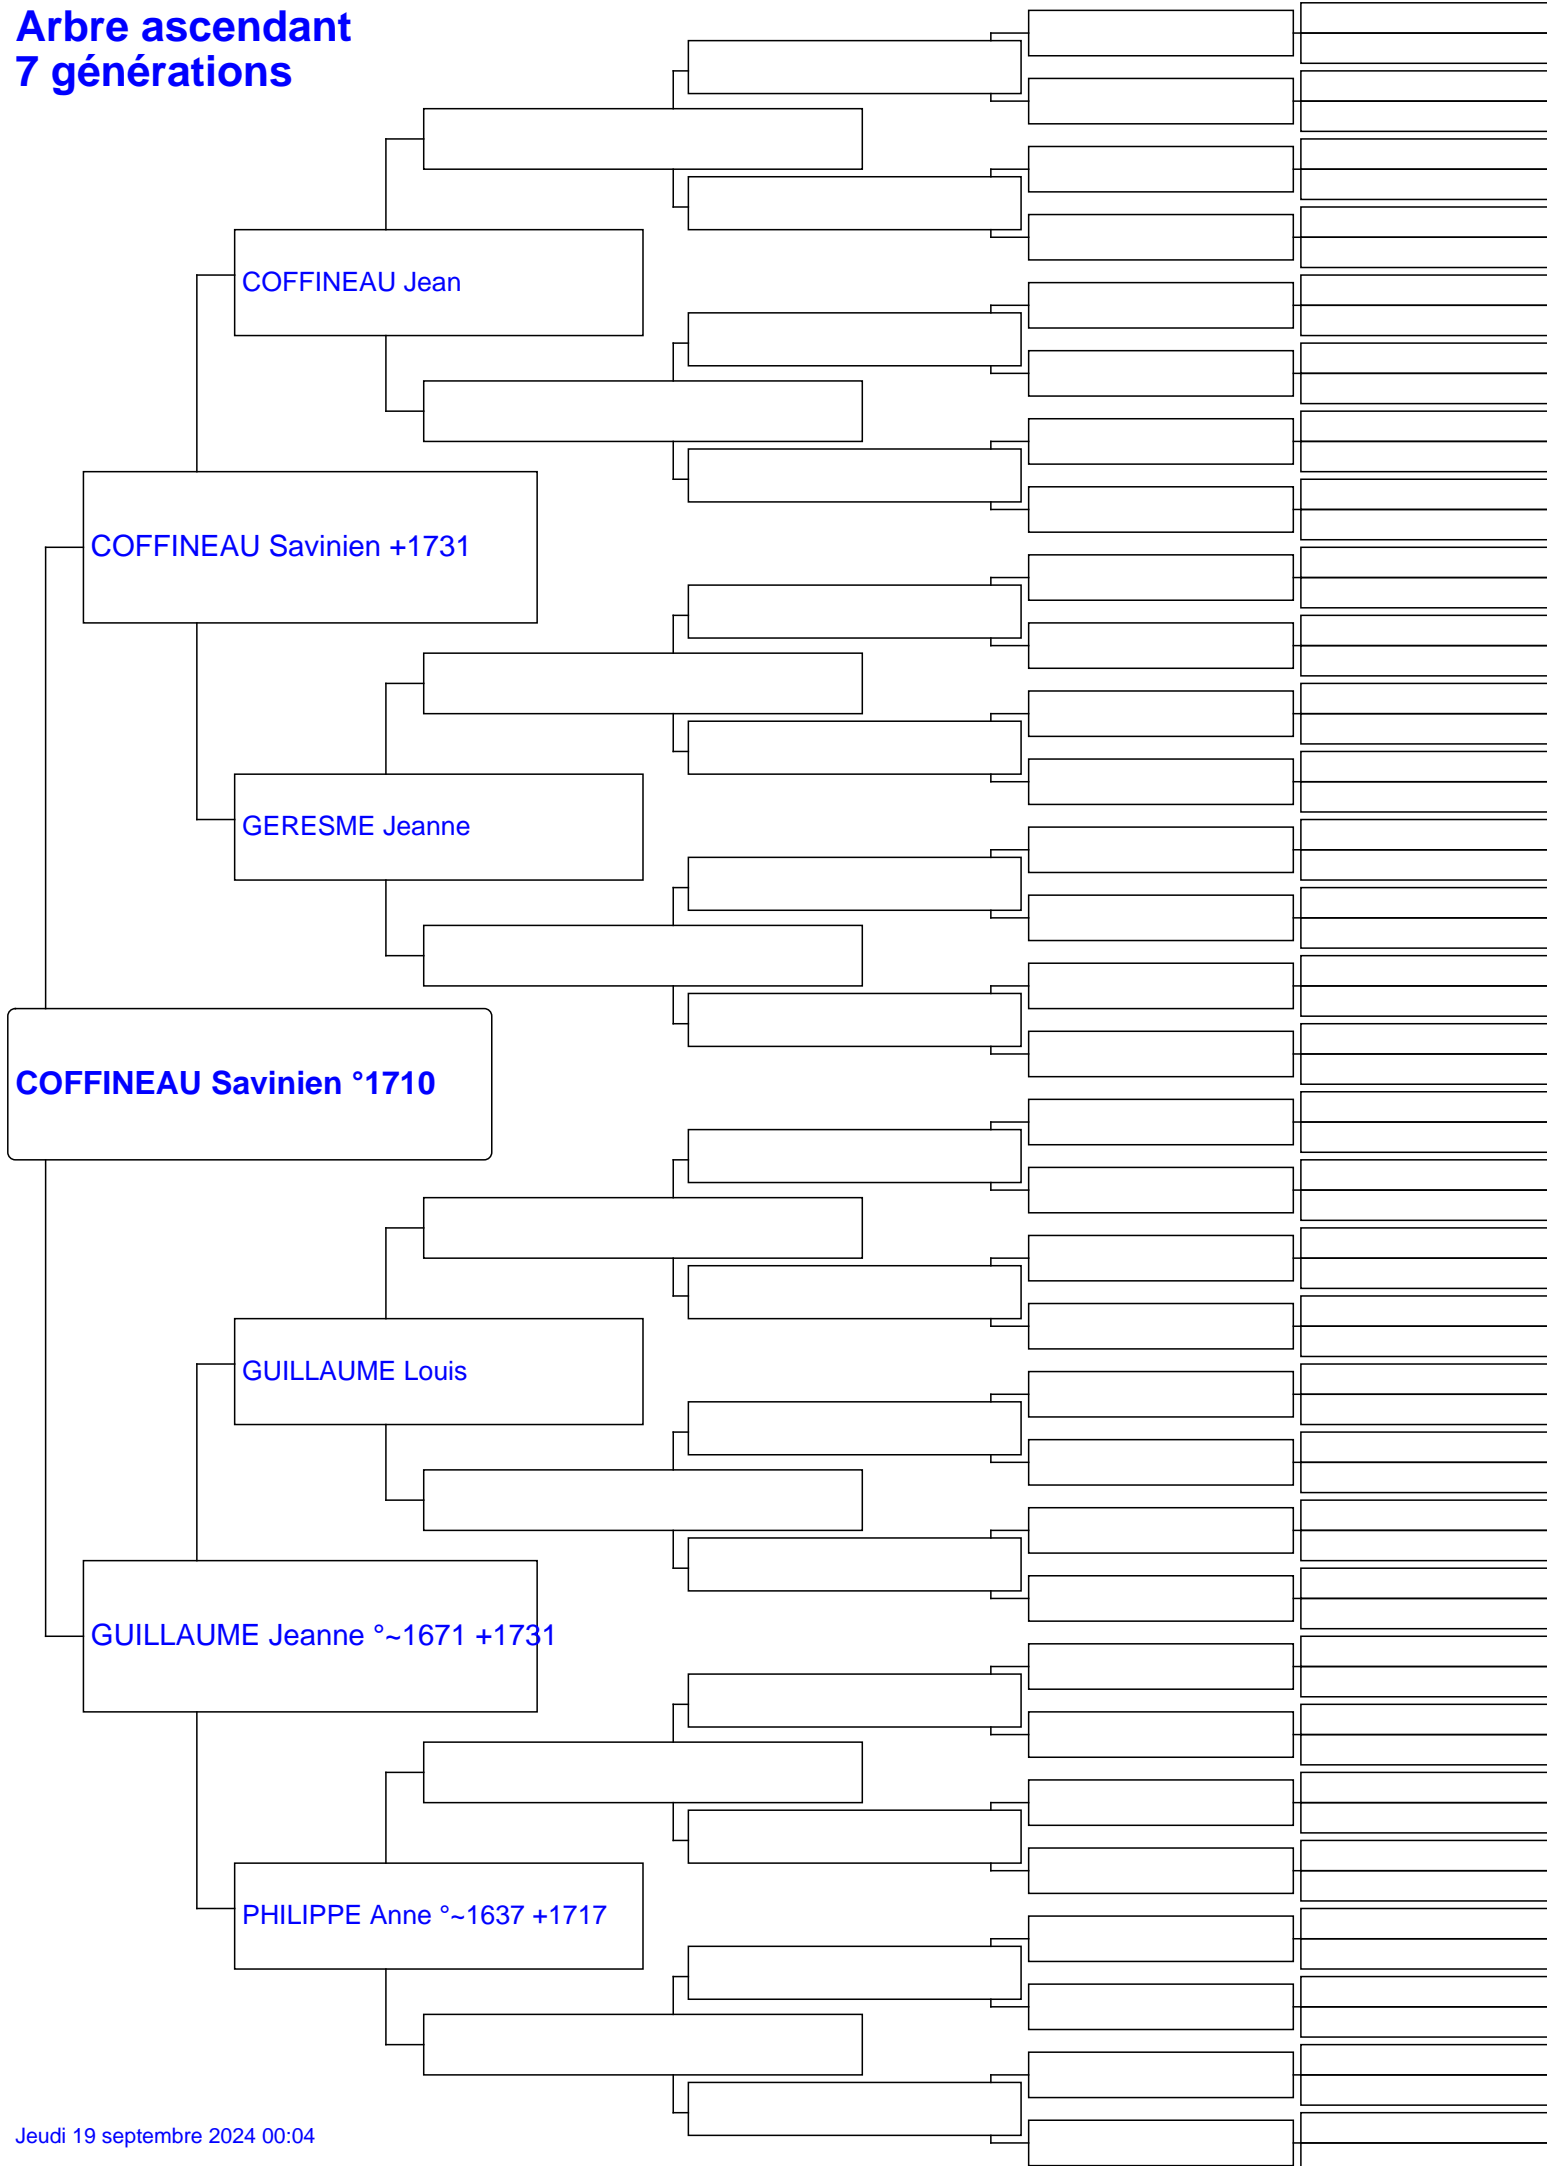 Arbre ascendant
7 générations
COFFINEAU Jean
COFFINEAU Savinien +1731
GERESME Jeanne
COFFINEAU Savinien °1710
GUILLAUME Louis
GUILLAUME Jeanne °~1671 +1731
PHILIPPE Anne °~1637 +1717
Jeudi 19 septembre 2024 00:04